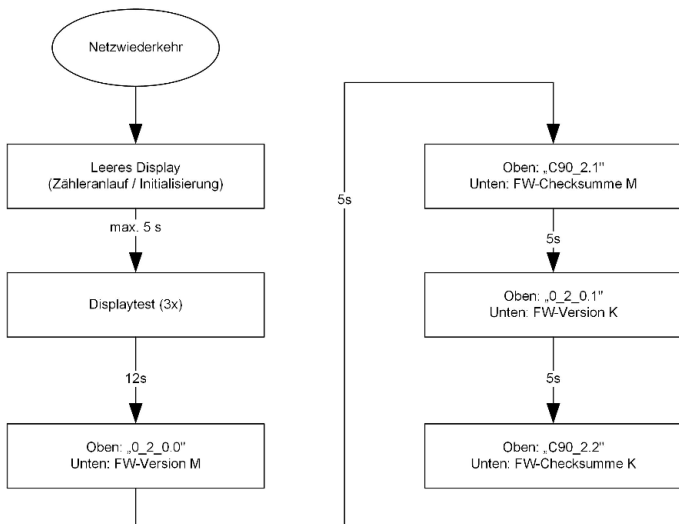 Netzwiederkehr
Leeres Display
(Zähleranlauf / Initialisierung)
max. 5 s
Displaytest (3x)
12s
Oben: „0_2_0.0"
Unten: FW-Version M
5s
Oben: „C90_2.1"
Unten: FW-Checksumme M
5s
Oben: „0_2_0.1"
Unten: FW-Version K
5s
Oben: „C90_2.2"
Unten: FW-Checksumme K